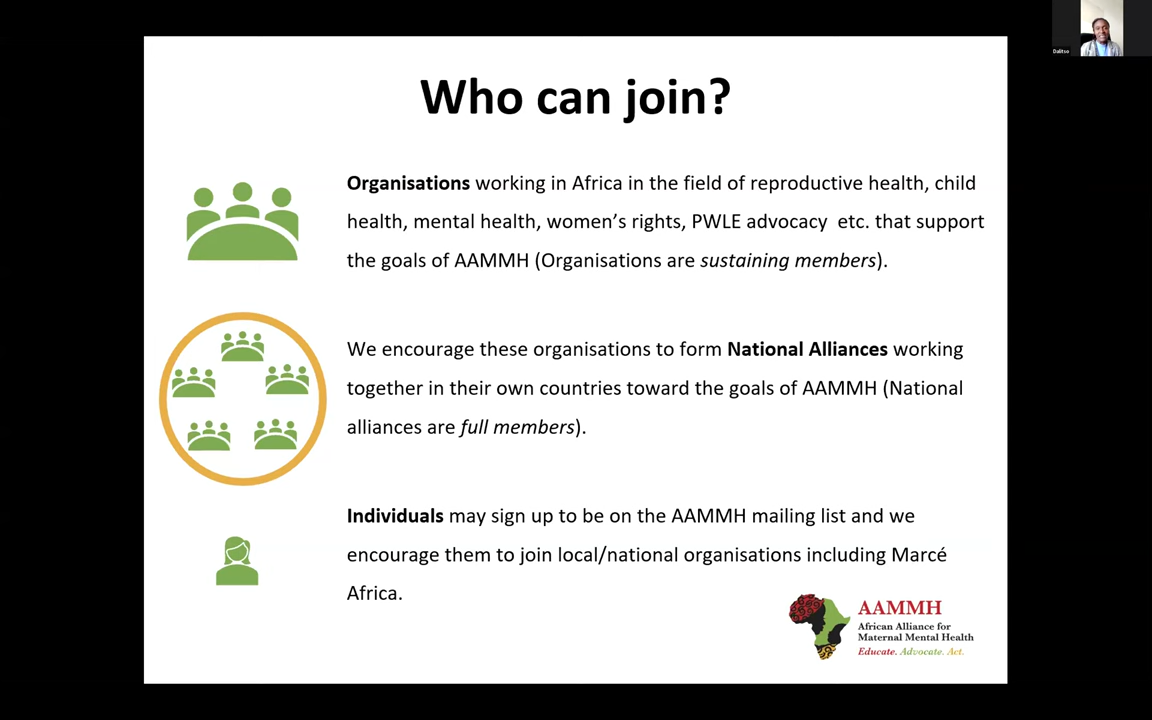 Dalitso
Who can join?
Organisations working in Africa in the field of reproductive health, child
health, mental health, women’s rights, PWLE advocacy  etc. that support
the goals of AAMMH (Organisations are sustaining members).
We encourage these organisations to form National Alliances working
together in their own countries toward the goals of AAMMH (National
alliances are full members).
Individuals may sign up to be on the AAMMH mailing list and we
encourage them to join local/national organisations including Marcé
Africa.
AAMMH
African Alliance for
Maternal Mental Health
Educate. Advocate. Act.